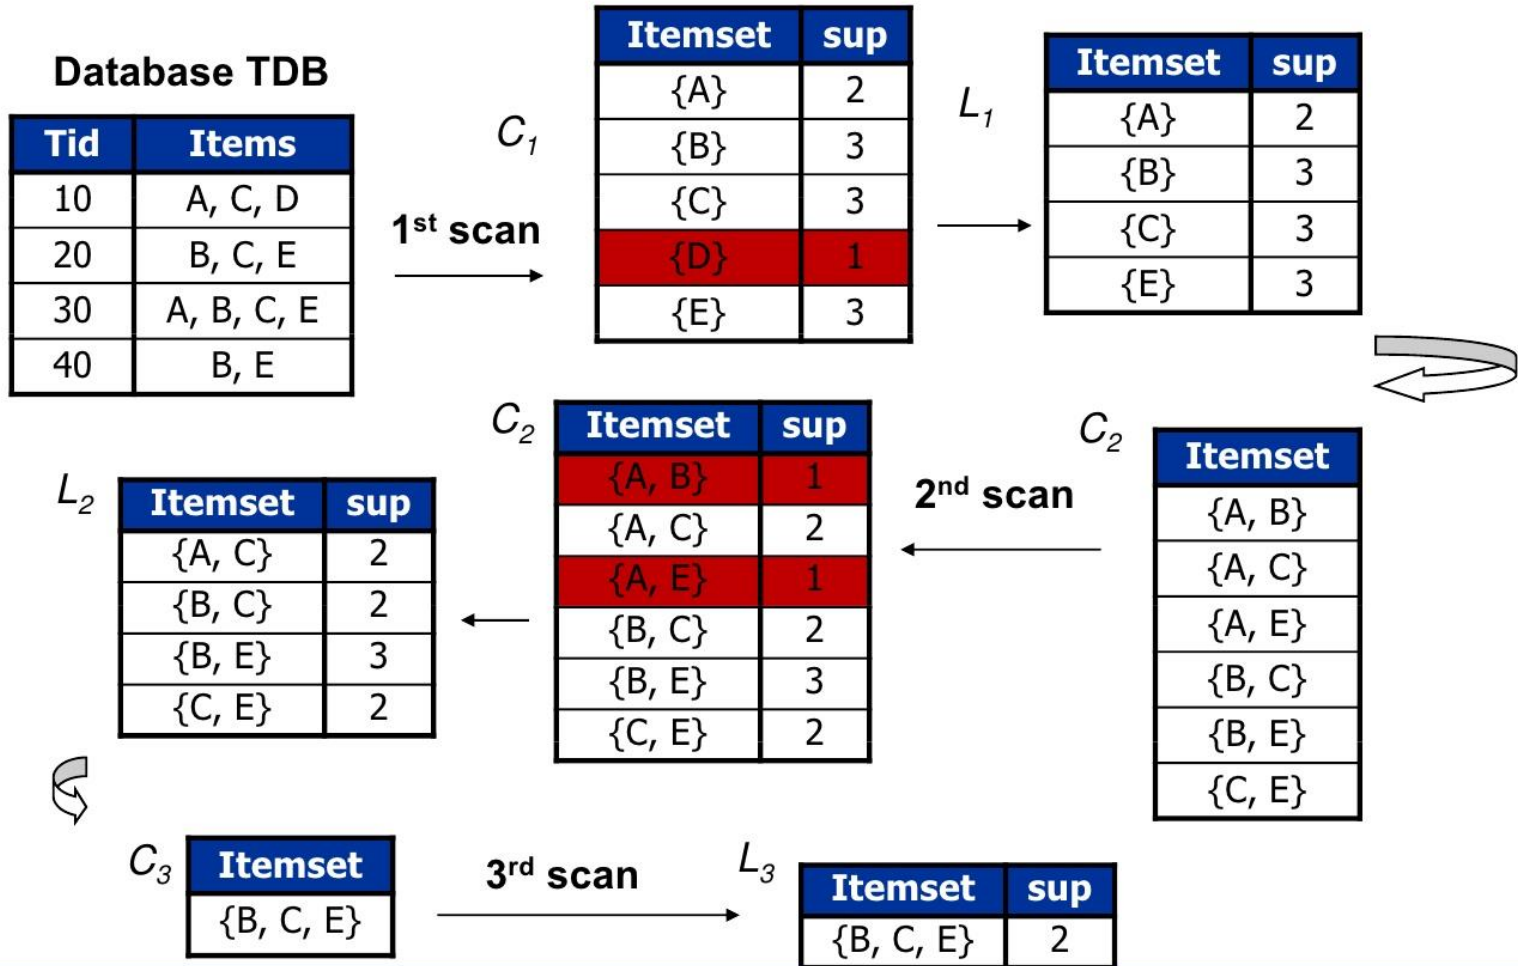 Database TDB
Tid Items
10 A, C, D
20 B, C, E
30 A, B, C, E
40 B, E
1st scan
C1
Itemset sup
{A} 2
{B} 3
{C} 3
{D} 1
{E} 3
L1
Itemset sup
{A} 2
{B} 3
{C} 3
{E} 3
C2
Itemset
{A, B}
{A, C}
{A, E}
{B, C}
{B, E}
{C, E}
2nd scan
C2
Itemset sup
{A, B} 1
{A, C} 2
{A, E} 1
{B, C} 2
{B, E} 3
{C, E} 2
L2
Itemset sup
{A, C} 2
{B, C} 2
{B, E} 3
{C, E} 2
C3
Itemset
{B, C, E}
3rd scan
L3
Itemset sup
{B, C, E} 2